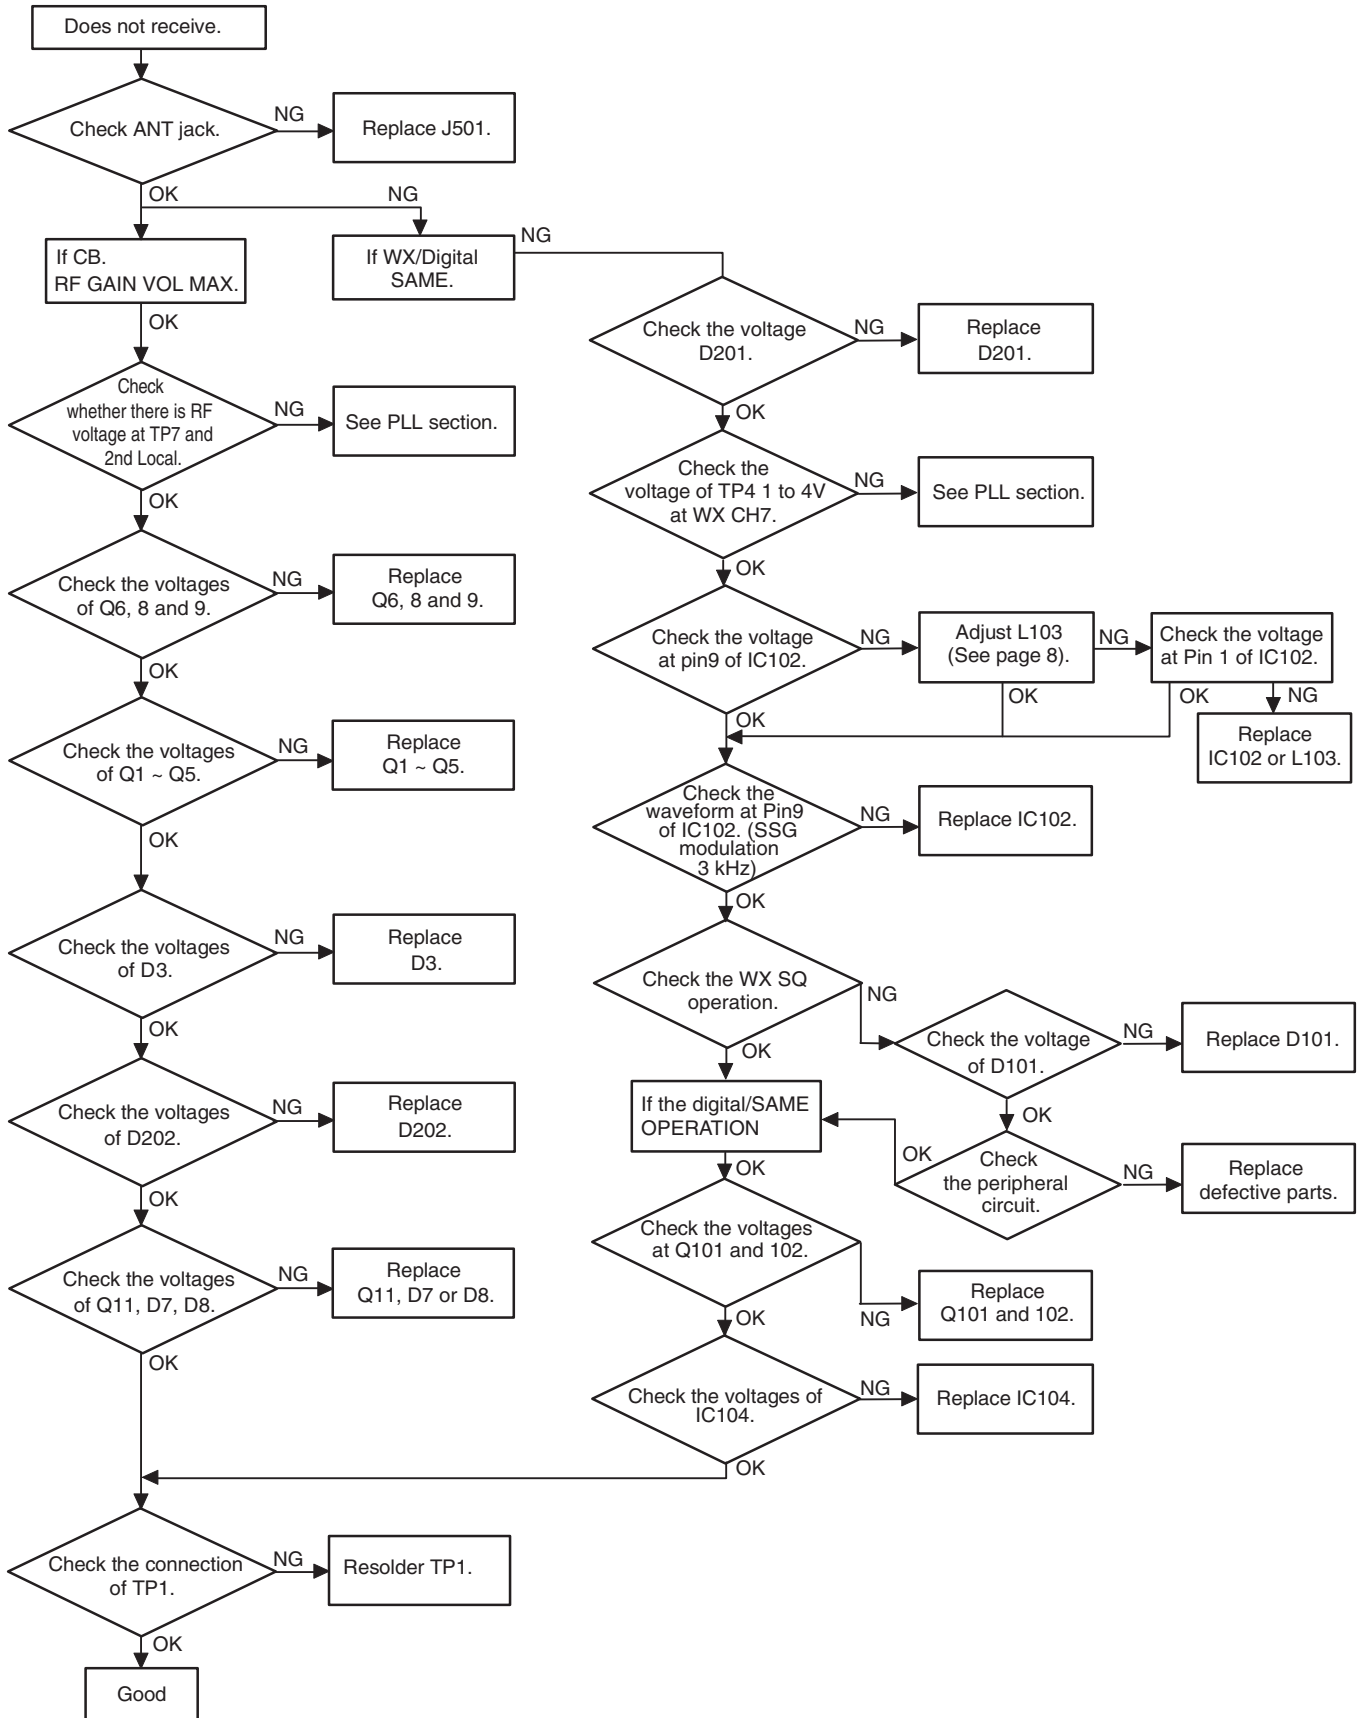 Does not receive.
Check ANT jack.
NG
Replace J501.
OK
NG
If CB.
RF GAIN VOL MAX.
If WX/Digital
SAME.
NG
OK
Check
whether there is RF
voltage at TP7 and
2nd Local.
NG
See PLL section.
OK
Check the voltages
of Q6, 8 and 9.
NG
Replace
Q6, 8 and 9.
OK
Check the voltages
of Q1 ~ Q5.
NG
Replace
Q1 ~ Q5.
OK
Check the voltages
of D3.
NG
Replace
D3.
OK
Check the voltages
of D202.
NG
Replace
D202.
OK
Check the voltages
of Q11, D7, D8.
NG
Replace
Q11, D7 or D8.
OK
Check the voltage
D201.
NG
Replace
D201.
OK
Check the
voltage of TP4 1 to 4V
at WX CH7.
NG
See PLL section.
OK
Check the voltage
at pin9 of IC102.
NG
Adjust L103
(See page 8).
NG
Check the voltage
at Pin 1 of IC102.
OK
OK
OK
NG
Replace
IC102 or L103.
Check the
waveform at Pin9
of IC102. (SSG
modulation
3 kHz)
NG
Replace IC102.
OK
Check the WX SQ
operation.
NG
Check the voltage
of D101.
NG
Replace D101.
OK
OK
If the digital/SAME
OPERATION
OK
Check
the peripheral
circuit.
NG
Replace
defective parts.
OK
Check the voltages
at Q101 and 102.
NG
Replace
Q101 and 102.
OK
Check the voltages of
IC104.
NG
Replace IC104.
OK
Check the connection
of TP1.
NG
Resolder TP1.
OK
Good